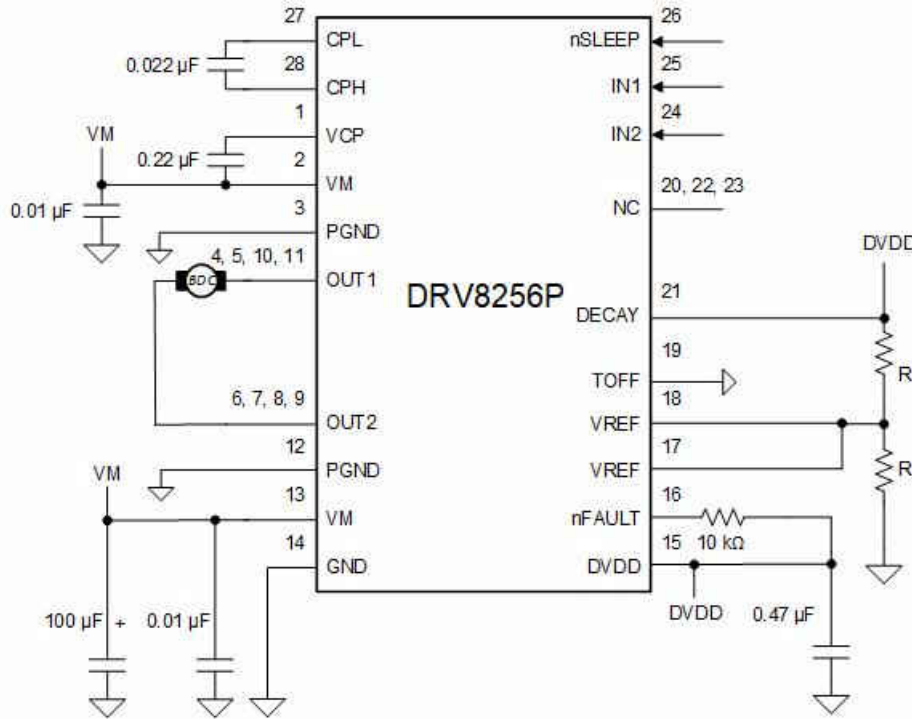 27
CPL
0.022 µF
28
CPH
1
VCP
VM
0.22 µF
2
VM
0.01 µF
3
PGND
4, 5, 10, 11
BDC
OUT1
6, 7, 8, 9
OUT2
12
PGND
VM
13
VM
14
GND
100 µF +
0.01 µF
DRV8256P
26
nSLEEP
25
IN1
24
IN2
20, 22, 23
NC
DVDD
21
DECAY
19
TOFF
R
18
VREF
17
VREF
R
16
nFAULT
10 kΩ
15
DVDD
DVDD
0.47 µF